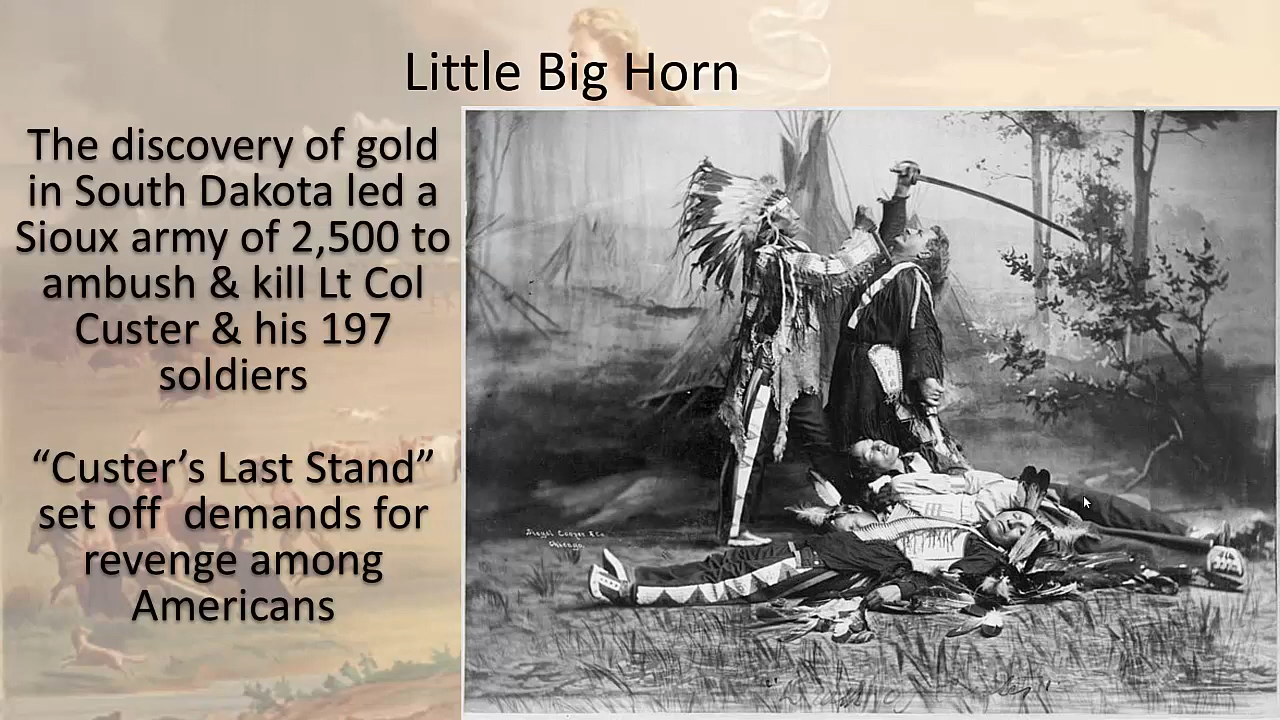 Little Big Horn
The discovery of gold
in South Dakota led a
Sioux army of 2,500 to
ambush & kill Lt Col
Custer & his 197
soldiers
“Custer’s Last Stand”
set off  demands for
revenge among
Americans
Chicago.